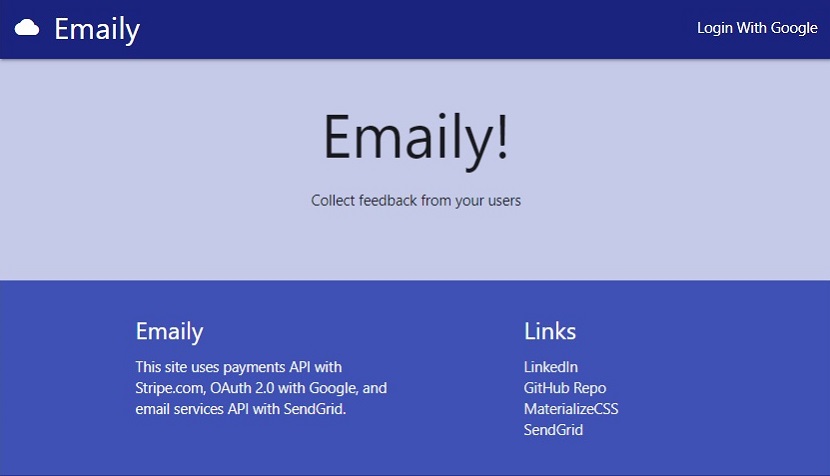 Emaily
Login With Google
Emaily!
Collect feedback from your users
Emaily
This site uses payments API with
Stripe.com, OAuth 2.0 with Google, and
email services API with SendGrid.
Links
LinkedIn
GitHub Repo
MaterializeCSS
SendGrid